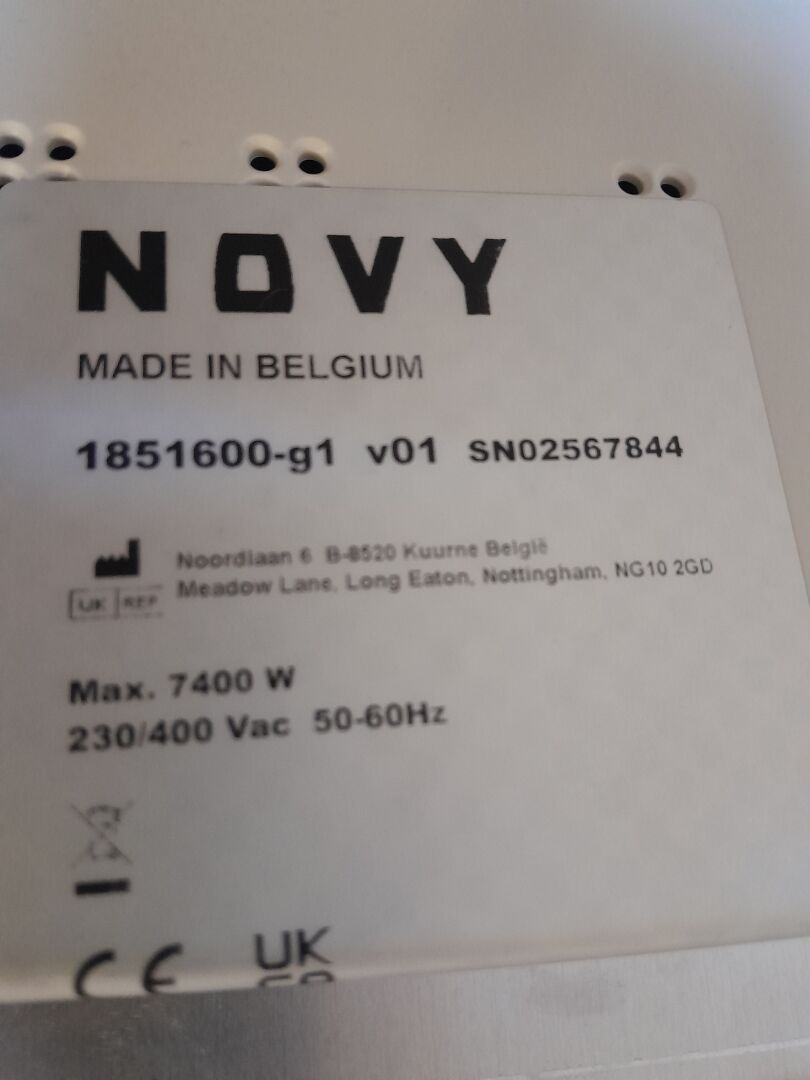 NOVY
MADE IN BELGIUM
1851600-g1 v01 SN02567844
Noordlaan 6 B-8520 Kuurne België
UK REP Meadow Lane, Long Eaton, Nottingham, NG10 2GD
Max. 7400 W
230/400 Vac 50-60Hz
CE UK
CA